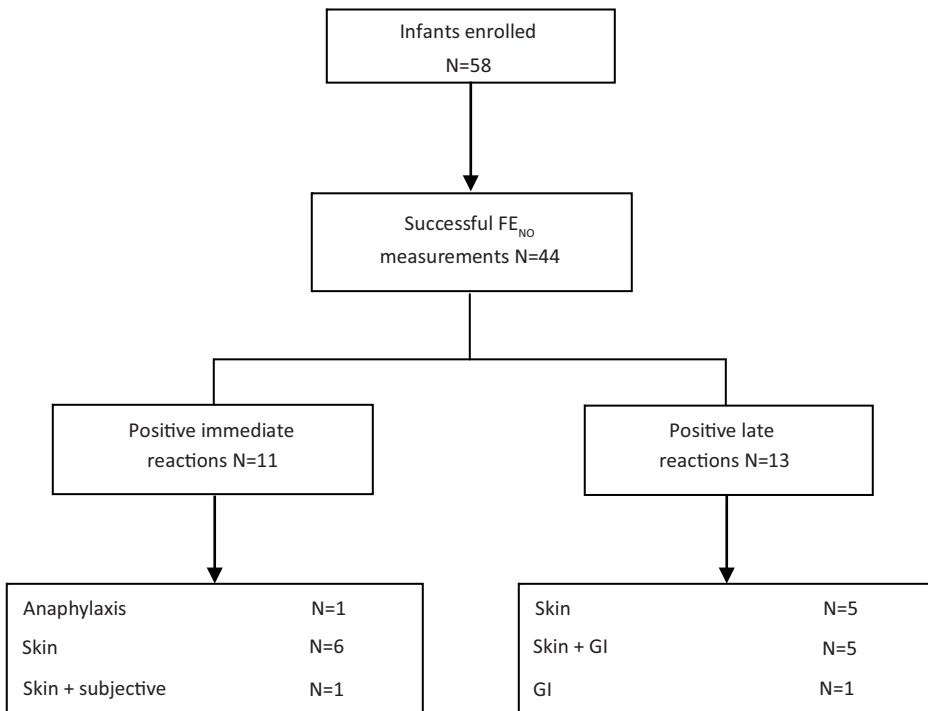 Infants enrolled
N=58
Successful FENO
measurements N=44
Positive immediate
reactions N=11
Positive late
reactions N=13
Anaphylaxis N=1
Skin N=6
Skin + subjective N=1
Skin N=5
Skin + GI N=5
GI N=1